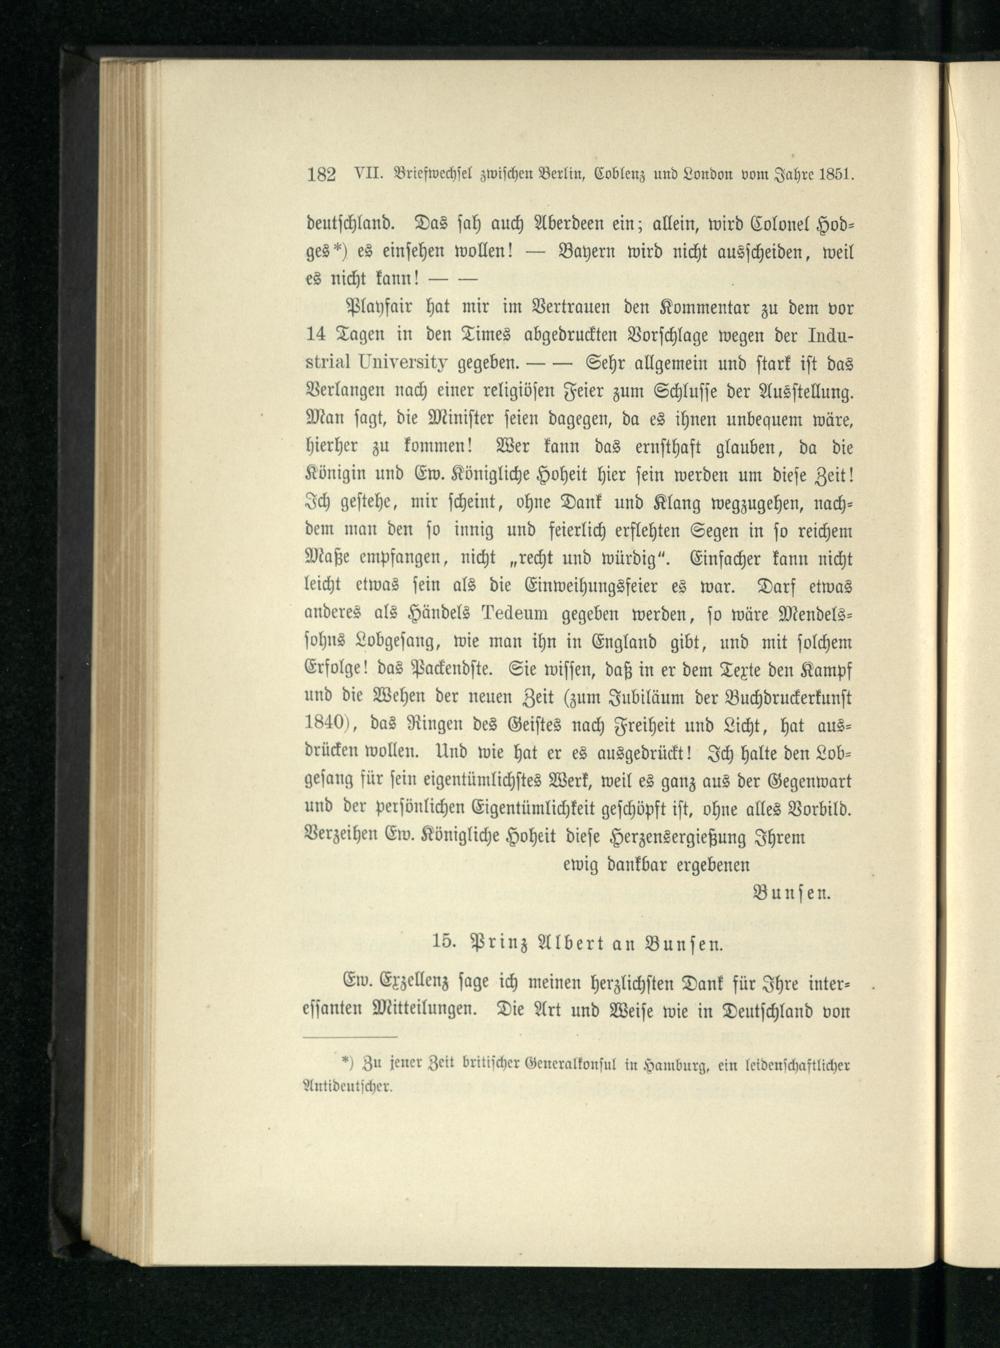 182 VII. Briefwechsel zwischen Berlin, Coblenz und London vom Jahre 1851.
deutschland. Das sah auch Aberdeen ein; allein, wird Colonel Hod-
ges*) es einsehen wollen! — Bayern wird nicht ausscheiden, weil
es nicht kann! — —
Playfair hat mir im Vertrauen den Kommentar zu dem vor
14 Tagen in den Times abgedruckten Vorschlage wegen der Indu-
strial University gegeben. — — Sehr allgemein und stark ist das
Verlangen nach einer religiösen Feier zum Schlusse der Ausstellung.
Man sagt, die Minister seien dagegen, da es ihnen unbequem wäre,
hierher zu kommen! Wer kann das ernsthaft glauben, da die
Königin und Ew. Königliche Hoheit hier sein werden um diese Zeit!
Ich gestehe, mir scheint, ohne Dank und Klang wegzugehen, nach-
dem man den so innig und feierlich erflehten Segen in so reichem
Maße empfangen, nicht „recht und würdig“. Einfacher kann nicht
leicht etwas sein als die Einweihungsfeier es war. Darf etwas
anderes als Händels Tedeum gegeben werden, so wäre Mendels-
sohns Lobgesang, wie man ihn in England gibt, und mit solchem
Erfolge! das Packendste. Sie wissen, daß in er dem Texte den Kampf
und die Wehen der neuen Zeit (zum Jubiläum der Buchdruckerkunst
1840), das Ringen des Geistes nach Freiheit und Licht, hat aus-
drücken wollen. Und wie hat er es ausgedrückt! Ich halte den Lob-
gesang für sein eigentümlichstes Werk, weil es ganz aus der Gegenwart
und der persönlichen Eigentümlichkeit geschöpft ist, ohne alles Vorbild.
Verzeihen Ew. Königliche Hoheit diese Herzensergießung Ihrem
ewig dankbar ergebenen
Bunsen.
15. Prinz Albert an Bunsen.
Ew. Exzellenz sage ich meinen herzlichsten Dank für Ihre inter-
essanten Mitteilungen. Die Art und Weise wie in Deutschland von
*) Zu jener Zeit britischer Generalkonsul in Hamburg, ein leidenschaftlicher
Antideutscher.